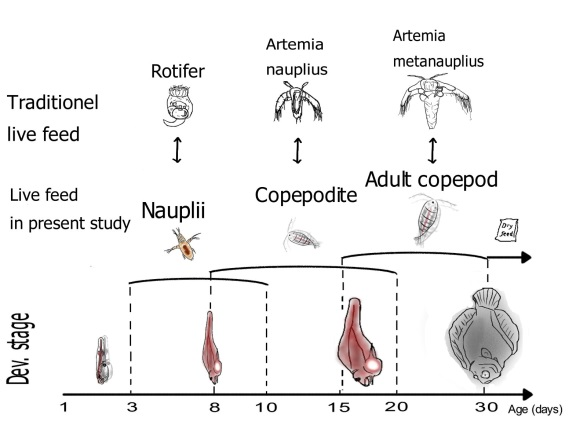 Artemia
nauplius
Artemia
metanauplius
Rotifer
Traditionel
live feed
Live feed
in present study
Nauplii
Copepodite
Adult copepod
Dry
feed
Dev. stage
1 3 8 10 15 20 30 Age (days)